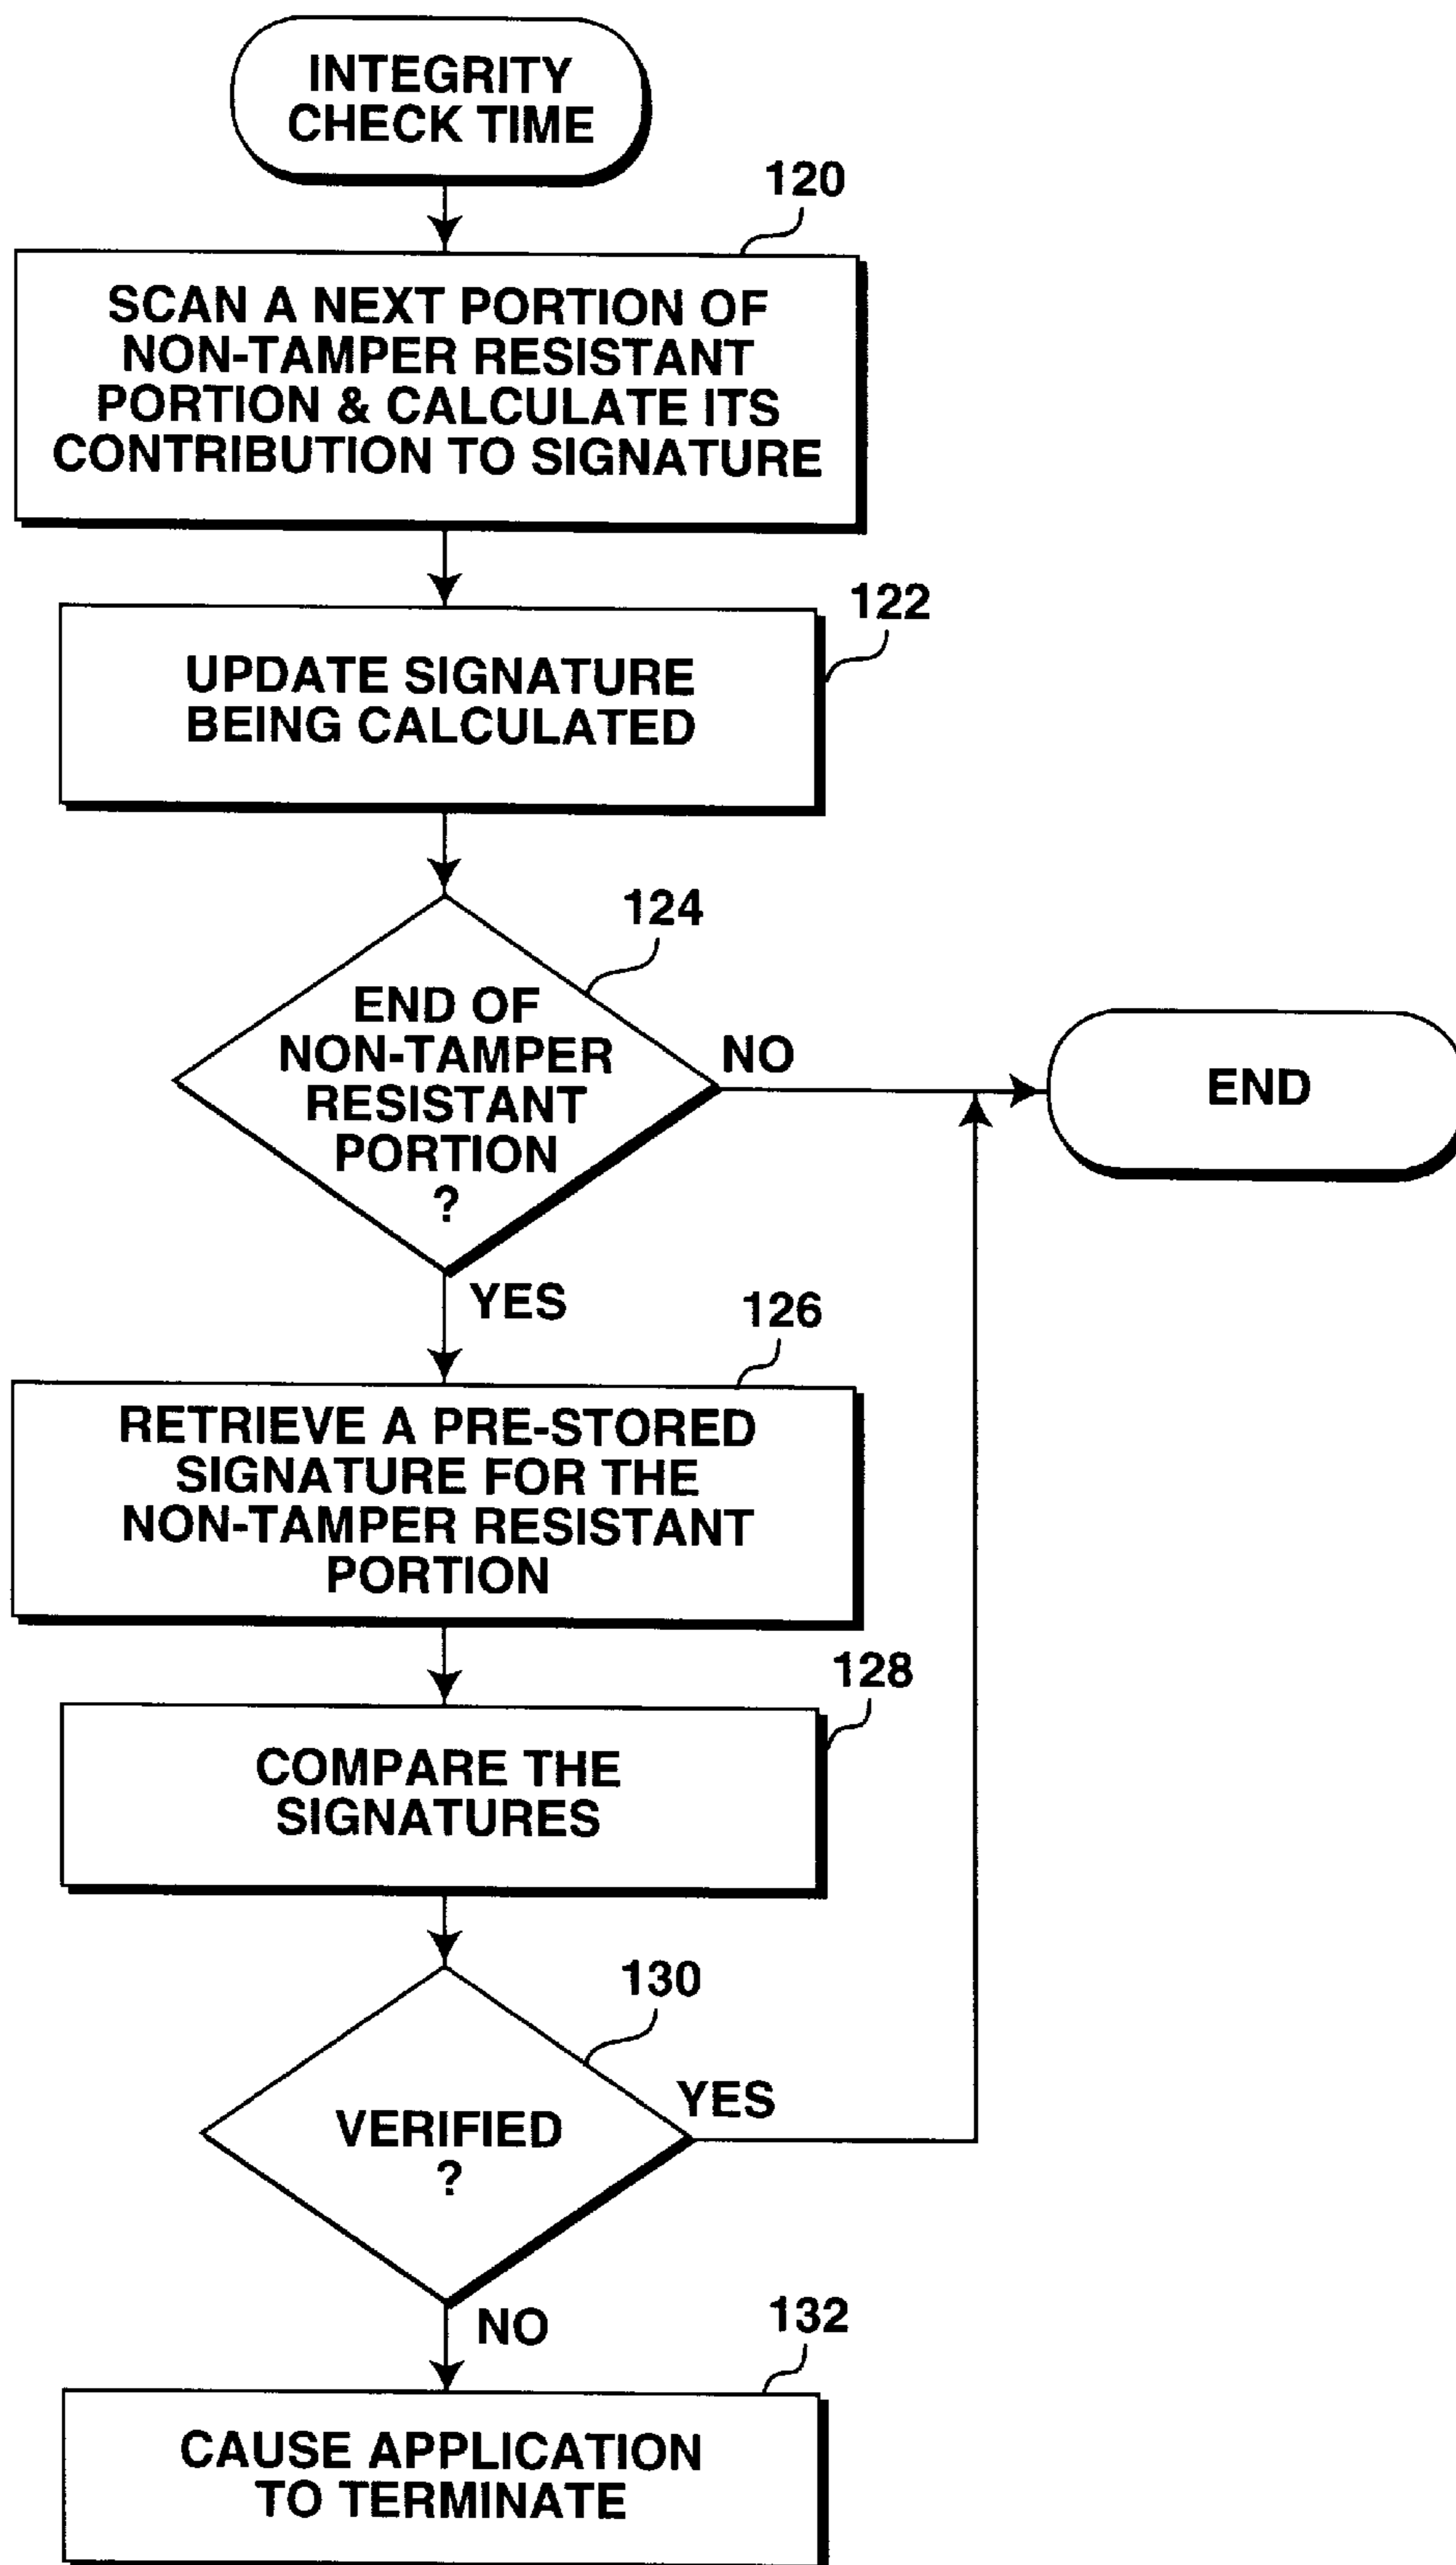 INTEGRITY
CHECK TIME
120
SCAN A NEXT PORTION OF
NON-TAMPER RESISTANT
PORTION & CALCULATE ITS
CONTRIBUTION TO SIGNATURE
122
UPDATE SIGNATURE
BEING CALCULATED
124
END OF
NON-TAMPER
RESISTANT
PORTION
?
NO
END
YES
126
RETRIEVE A PRE-STORED
SIGNATURE FOR THE
NON-TAMPER RESISTANT
PORTION
128
COMPARE THE
SIGNATURES
130
VERIFIED
?
YES
NO
132
CAUSE APPLICATION
TO TERMINATE